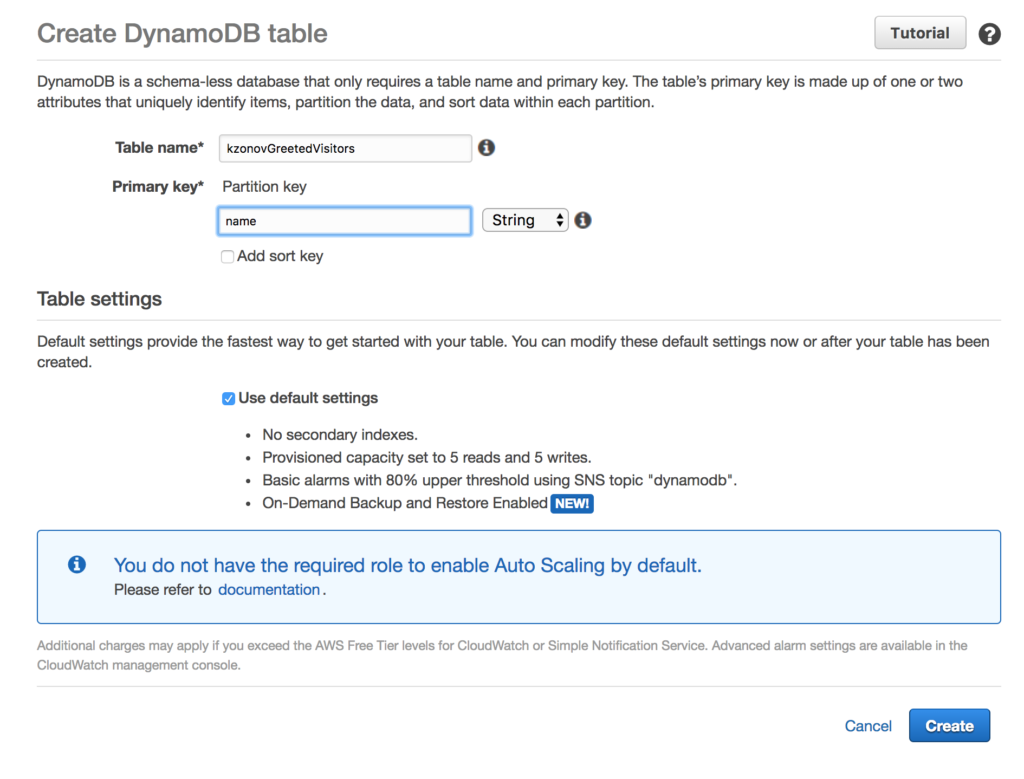 Create DynamoDB table
Tutorial
DynamoDB is a schema-less database that only requires a table name and primary key. The table's primary key is made up of one or two
attributes that uniquely identify items, partition the data, and sort data within each partition.
Table name* kzonovGreetedVisitors
Primary key* Partition key
name String
Add sort key
Table settings
Default settings provide the fastest way to get started with your table. You can modify these default settings now or after your table has been
created.
Use default settings
• No secondary indexes.
• Provisioned capacity set to 5 reads and 5 writes.
• Basic alarms with 80% upper threshold using SNS topic "dynamodb".
• On-Demand Backup and Restore Enabled NEW!
You do not have the required role to enable Auto Scaling by default.
Please refer to documentation.
Additional charges may apply if you exceed the AWS Free Tier levels for CloudWatch or Simple Notification Service. Advanced alarm settings are available in the
CloudWatch management console.
Cancel Create